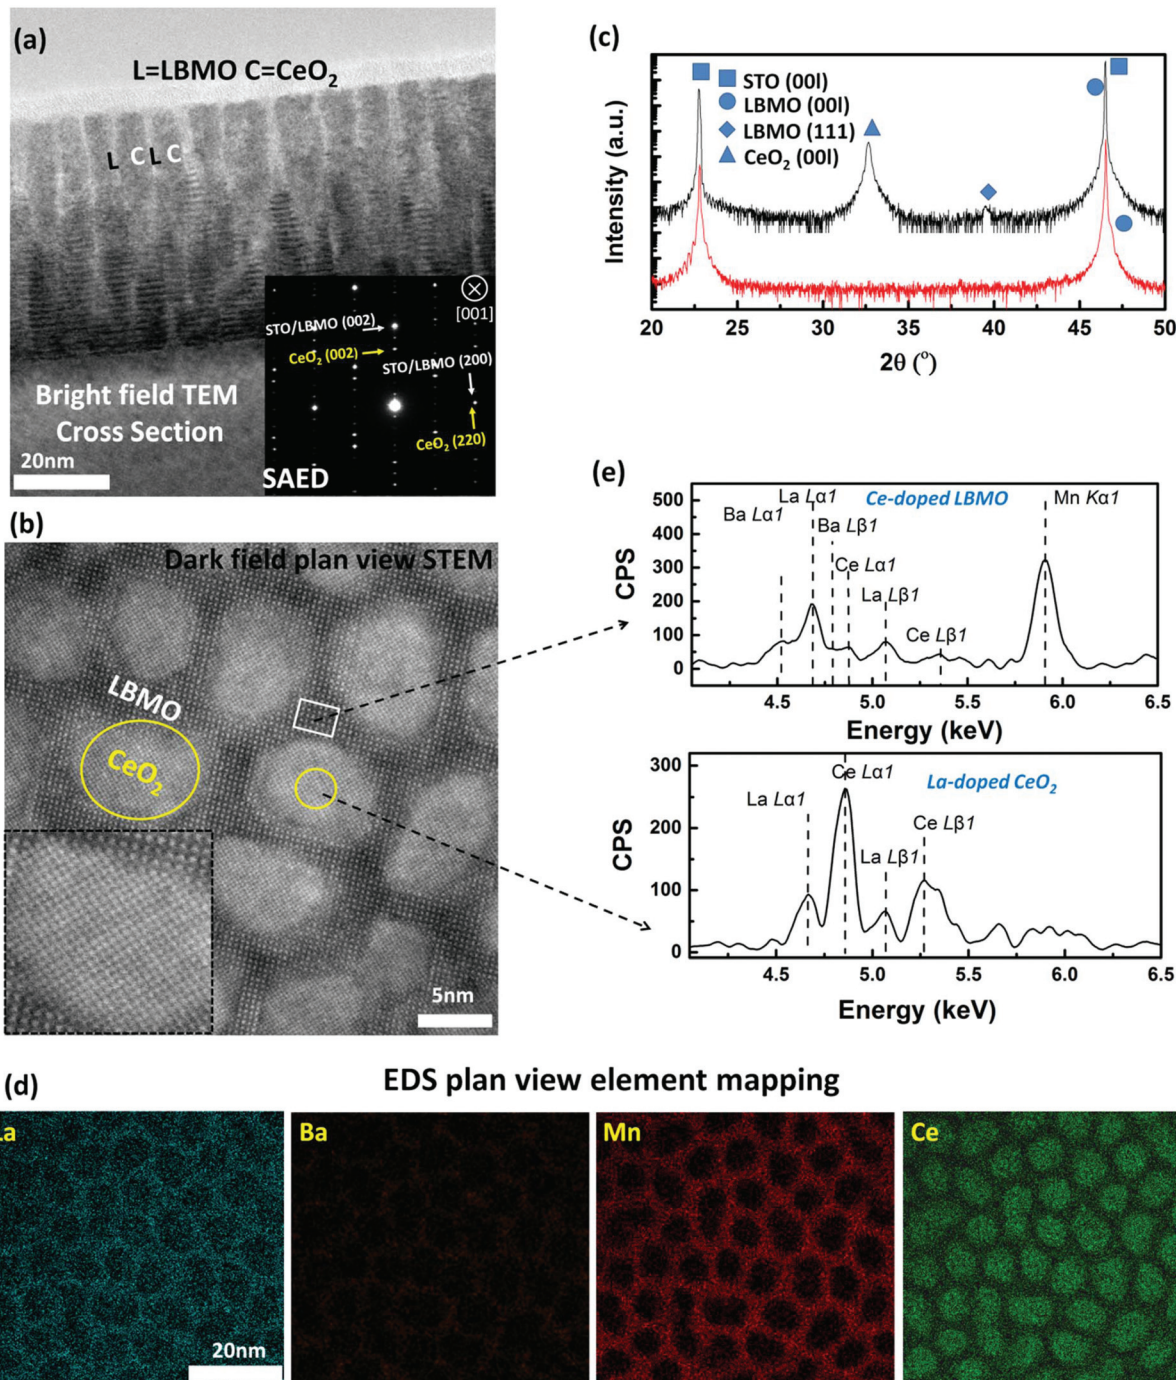 (a)
L=LBMO C=CeO₂
L C L C
[001]
STO/LBMO (002)
CeO₂ (002)
STO/LBMO (200)
CeO₂ (220)
Bright field TEM
Cross Section
20nm
SAED
(b)
Dark field plan view STEM
LBMO
CeO₂
5nm
(c)
STO (00l)
LBMO (00l)
LBMO (111)
CeO₂ (00l)
Intensity (a.u.)
20 25 30 35 40 45 50
2θ (°)
(e)
Ce-doped LBMO
La Lα1
Mn Kα1
Ba Lα1
Ba Lβ1
Ce Lα1
La Lβ1
Ce Lβ1
CPS
500
400
300
200
100
0
4.5 5.0 5.5 6.0 6.5
Energy (keV)
La-doped CeO₂
Ce Lα1
La Lα1
Ce Lβ1
La Lβ1
CPS
300
200
100
0
4.5 5.0 5.5 6.0 6.5
Energy (keV)
(d)
EDS plan view element mapping
La
Ba
Mn
Ce
20nm